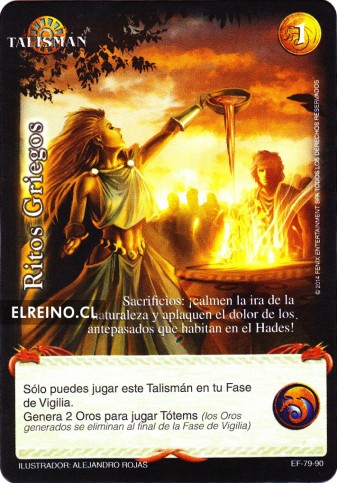 TALISMÁN
1
Ritos Griegos
© 2014 FENIX ENTERTAINMENT SPA TODOS LOS DERECHOS RESERVADOS
Sacrificios: ¡calmen la ira de la
naturaleza y aplaquen el dolor de los
antepasados que habitan en el Hades!
ELREINO.CL
Sólo puedes jugar este Talismán en tu Fase
de Vigilia.
Genera 2 Oros para jugar Tótems (los Oros
generados se eliminan al final de la Fase de Vigilia)
ILUSTRADOR: ALEJANDRO ROJAS
EF-79-90